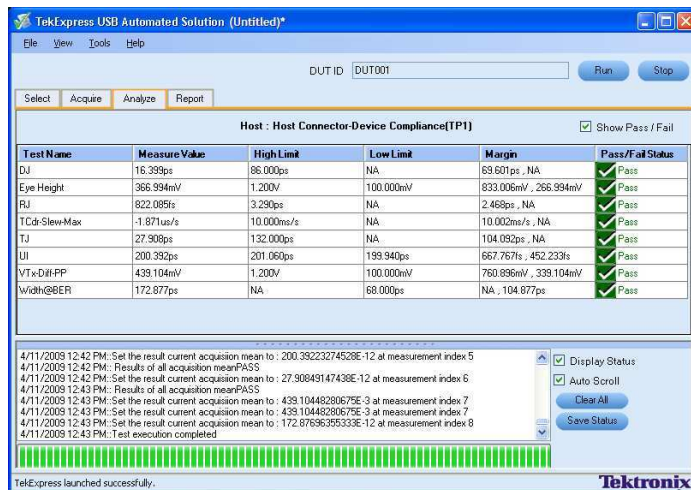 TekExpress USB Automated Solution (Untitled)*
File View Tools Help
DUT ID DUT001 Run Stop
Select Acquire Analyze Report
Host : Host Connector-Device Compliance(TP1) Show Pass / Fail
Test Name Measure Value High Limit Low Limit Margin Pass/Fail Status
DJ 16.399ps 86.000ps NA 69.601ps , NA Pass
Eye Height 366.994mV 1.200V 100.000mV 833.006mV , 266.994mV Pass
RJ 822.085fs 3.290ps NA 2.468ps , NA Pass
TCdr-Slew-Max -1.871us/s 10.000ms/s NA 10.002ms/s , NA Pass
TJ 27.908ps 132.000ps NA 104.092ps , NA Pass
UI 200.392ps 201.060ps 199.940ps 667.767fs , 452.233fs Pass
VTx-Diff-PP 439.104mV 1.200V 100.000mV 760.896mV , 339.104mV Pass
Width@BER 172.877ps NA 68.000ps NA , 104.877ps Pass
4/11/2009 12:42 PM::Set the result current acquisiion mean to : 200.39223274528E-12 at measurement index 5
4/11/2009 12:42 PM:: Results of all acquisition meanPASS
4/11/2009 12:43 PM::Set the result current acquisiion mean to : 27.90849147438E-12 at measurement index 6
4/11/2009 12:43 PM:: Results of all acquisition meanPASS
4/11/2009 12:43 PM::Set the result current acquisiion mean to : 439.10448280675E-3 at measurement index 7
4/11/2009 12:43 PM::Set the result current acquisiion mean to : 439.10448280675E-3 at measurement index 7
4/11/2009 12:43 PM::Set the result current acquisiion mean to : 172.87696355333E-12 at measurement index 8
4/11/2009 12:43 PM::Test execution completed
Display Status
Auto Scroll
Clear All
Save Status
TekExpress launched successfully.
Tektronix